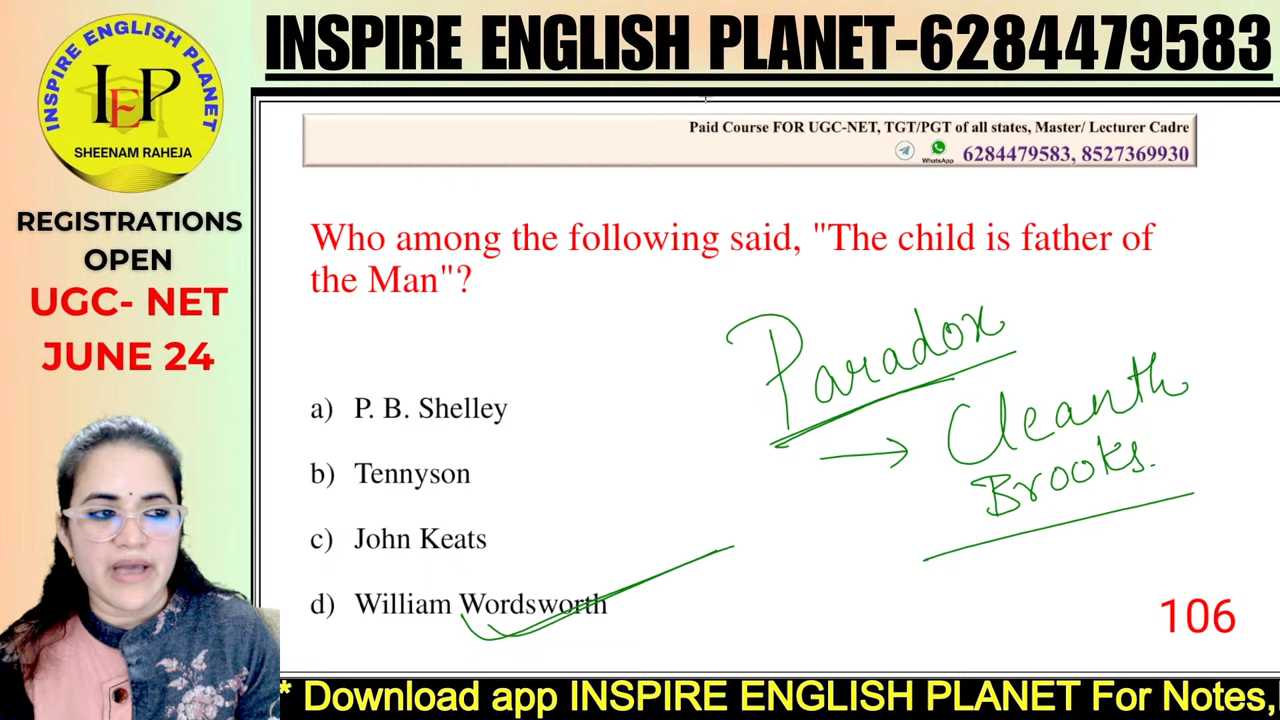 INSPIRE ENGLISH PLANET-6284479583
INSPIRE ENGLISH PLANET
IEP
SHEENAM RAHEJA
REGISTRATIONS
OPEN
UGC- NET
JUNE 24
Paid Course FOR UGC-NET, TGT/PGT of all states, Master/ Lecturer Cadre
WhatsApp 6284479583, 8527369930
Who among the following said, "The child is father of
the Man"?
Paradox
→ Cleanth
Brooks.
a) P. B. Shelley
b) Tennyson
c) John Keats
d) William Wordsworth
106
* Download app INSPIRE ENGLISH PLANET For Notes,